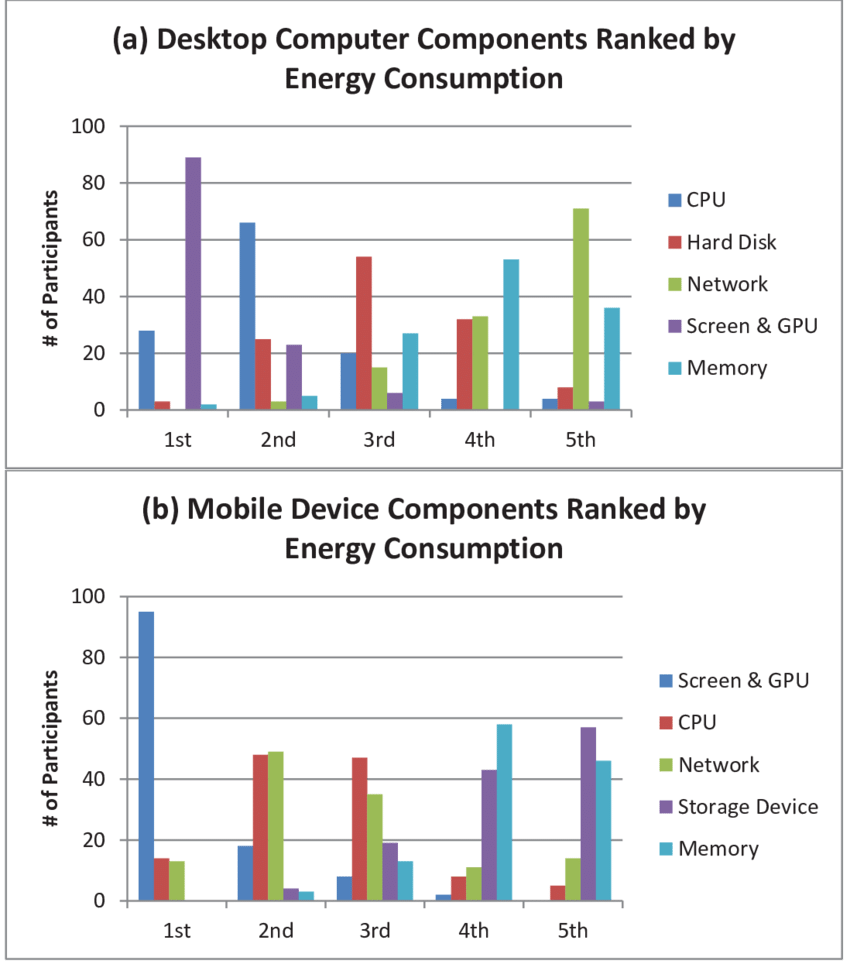 (a) Desktop Computer Components Ranked by
Energy Consumption
# of Participants
100
80
60
40
20
0
1st
2nd
3rd
4th
5th
CPU
Hard Disk
Network
Screen & GPU
Memory
(b) Mobile Device Components Ranked by
Energy Consumption
# of Participants
100
80
60
40
20
0
1st
2nd
3rd
4th
5th
Screen & GPU
CPU
Network
Storage Device
Memory